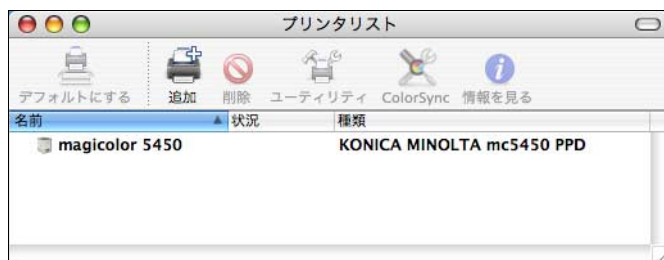 プリンタリスト
デフォルトにする 追加 削除 ユーティリティ ColorSync 情報を見る
名前 状況 種類
magicolor 5450 KONICA MINOLTA mc5450 PPD